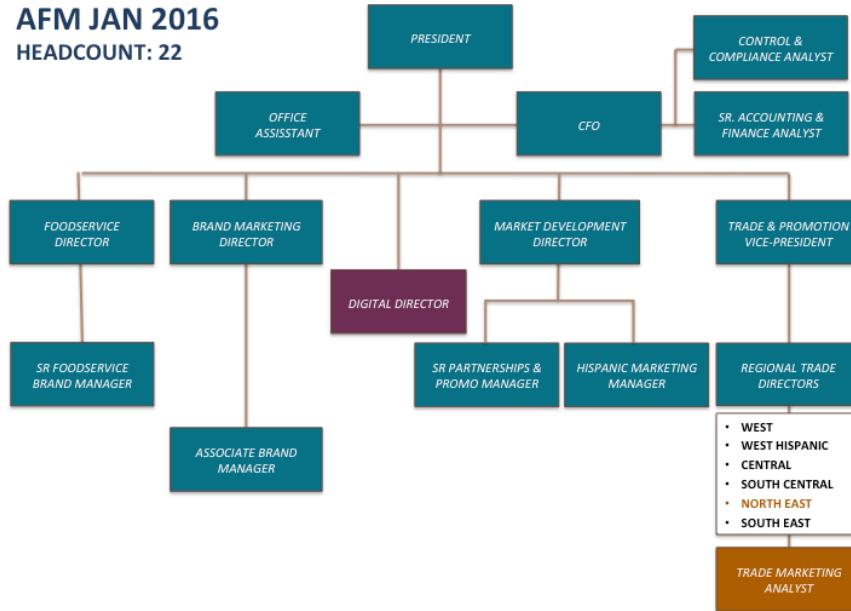 AFM JAN 2016
HEADCOUNT: 22
PRESIDENT
CONTROL &
COMPLIANCE ANALYST
OFFICE
ASSISSTANT
CFO
SR. ACCOUNTING &
FINANCE ANALYST
FOODSERVICE
DIRECTOR
BRAND MARKETING
DIRECTOR
MARKET DEVELOPMENT
DIRECTOR
TRADE & PROMOTION
VICE-PRESIDENT
DIGITAL DIRECTOR
SR FOODSERVICE
BRAND MANAGER
SR PARTNERSHIPS &
PROMO MANAGER
HISPANIC MARKETING
MANAGER
REGIONAL TRADE
DIRECTORS
• WEST
• WEST HISPANIC
• CENTRAL
• SOUTH CENTRAL
• NORTH EAST
• SOUTH EAST
ASSOCIATE BRAND
MANAGER
TRADE MARKETING
ANALYST